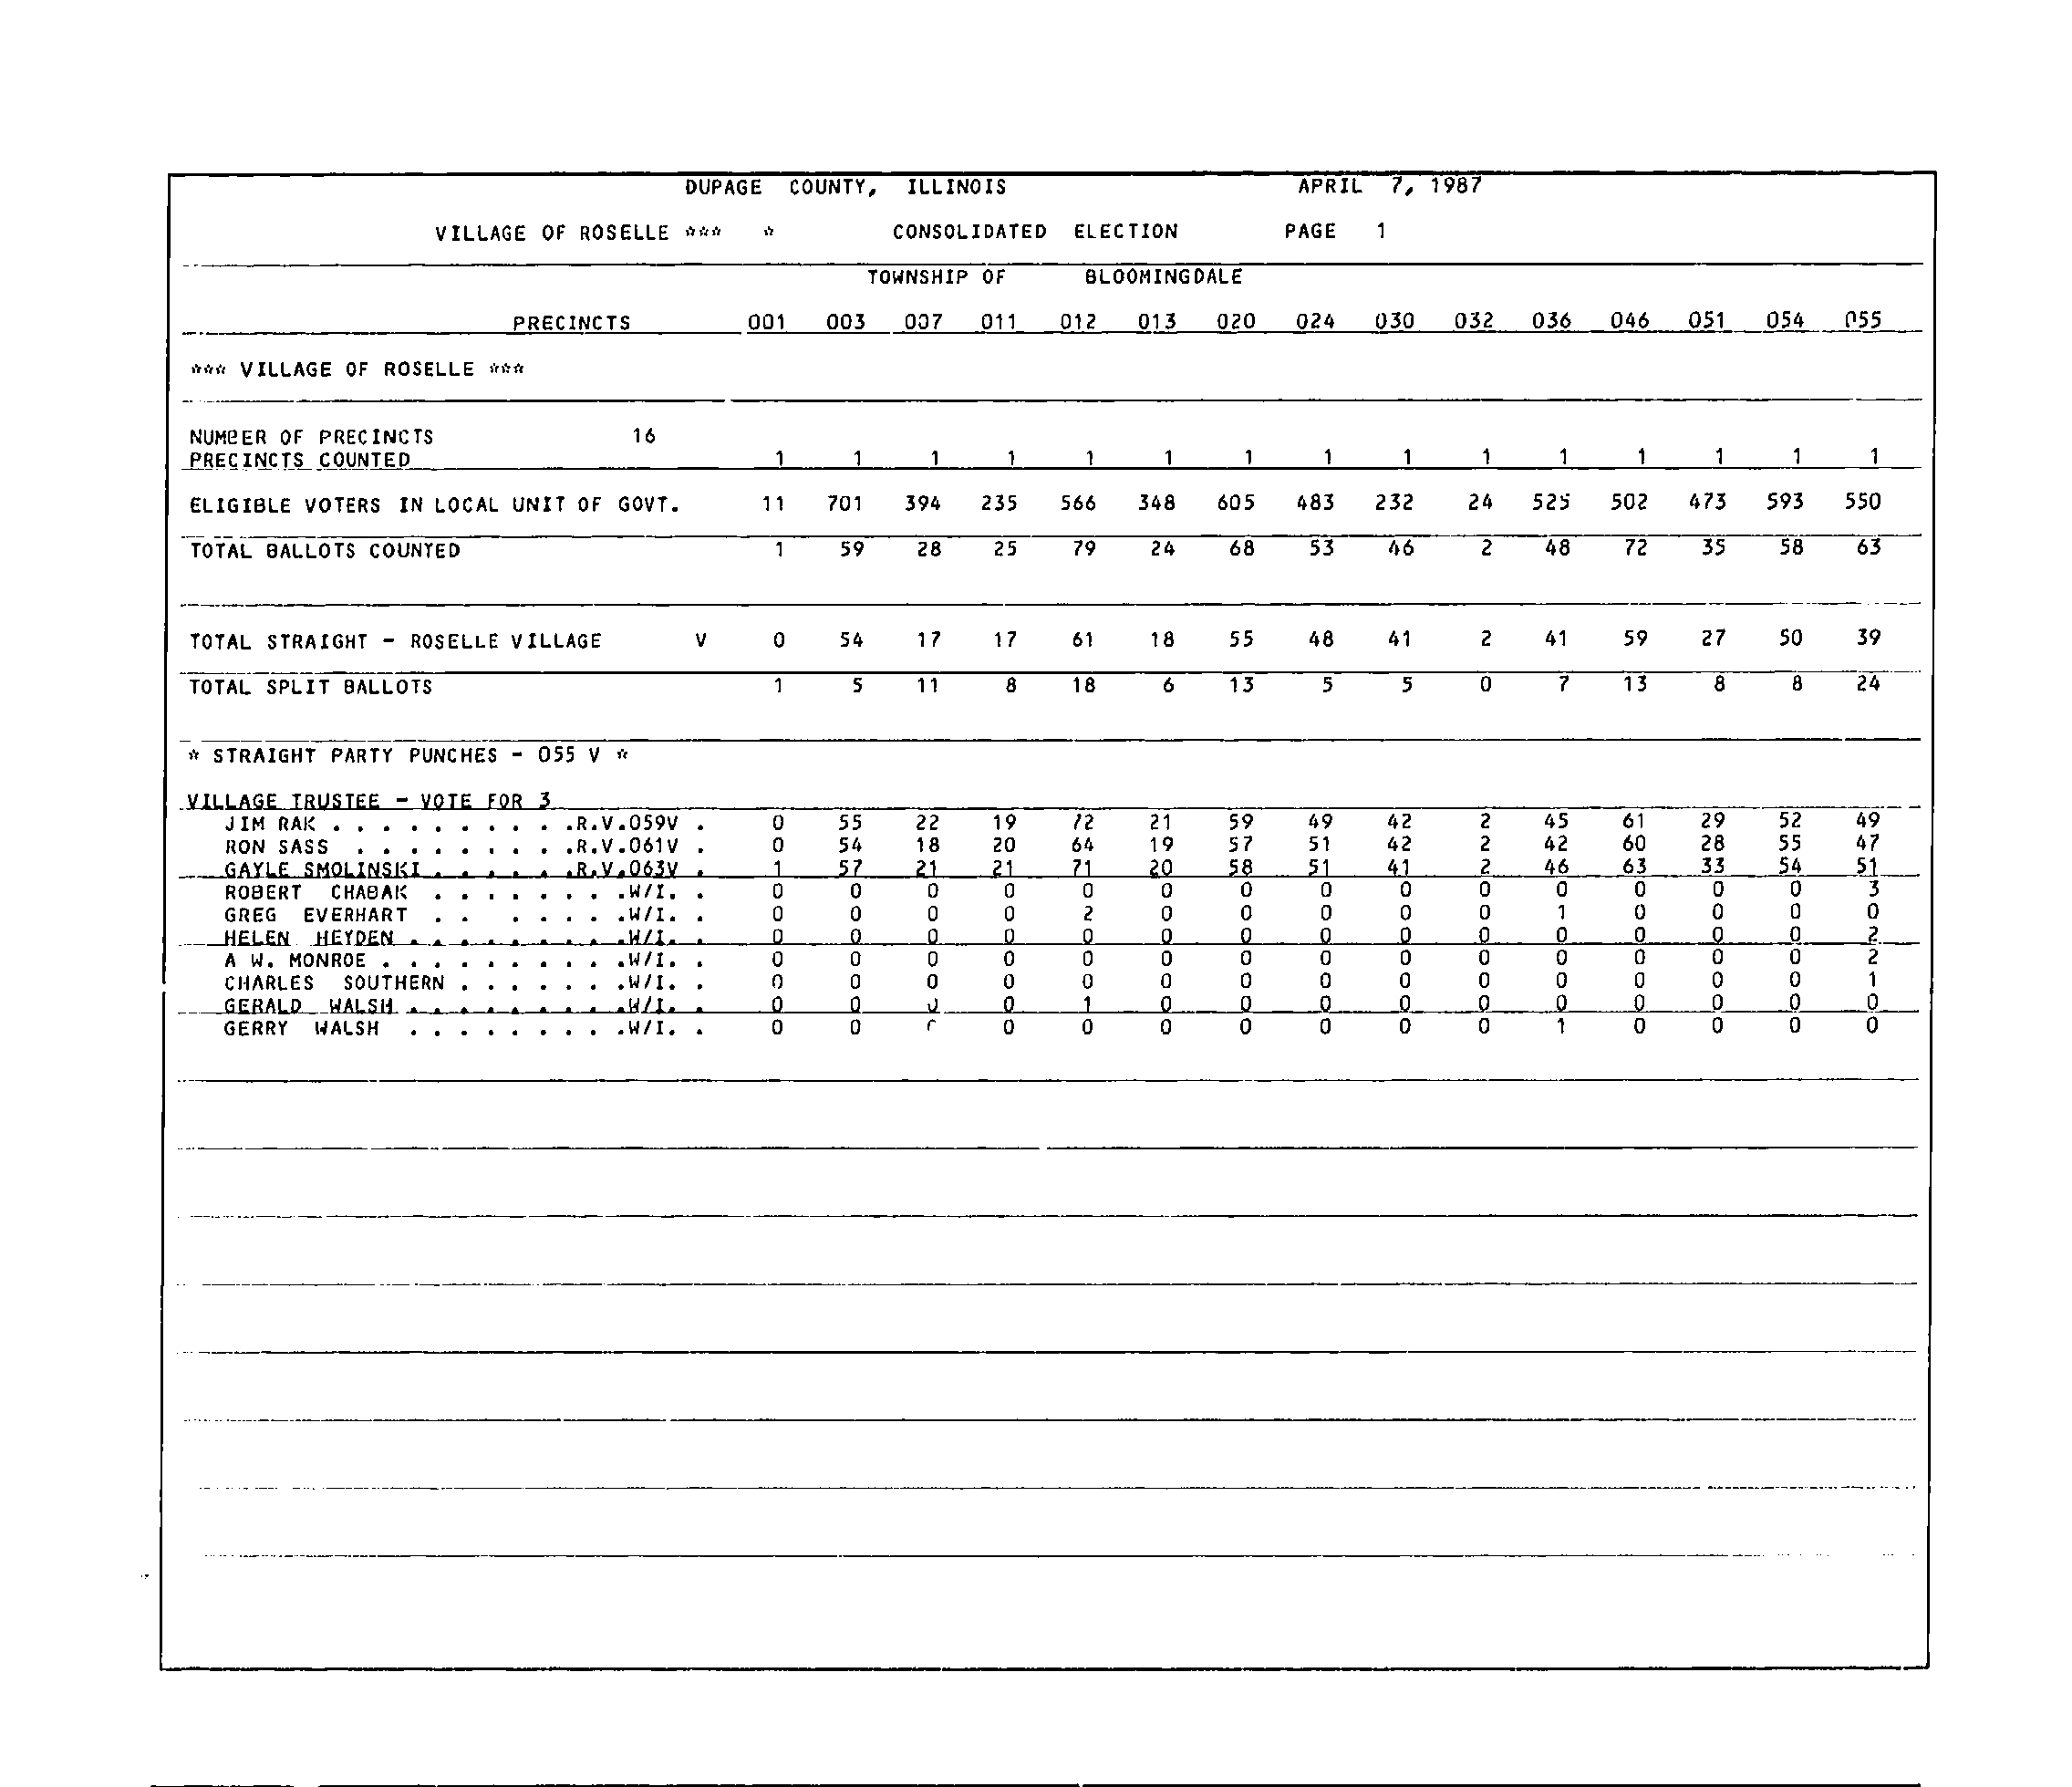 DUPAGE COUNTY, ILLINOIS APRIL 7, 1987
VILLAGE OF ROSELLE *** * CONSOLIDATED ELECTION PAGE 1
TOWNSHIP OF BLOOMINGDALE
PRECINCTS 001 003 007 011 012 013 020 024 030 032 036 046 051 054 055
*** VILLAGE OF ROSELLE ***
NUMBER OF PRECINCTS 16
PRECINCTS COUNTED 1 1 1 1 1 1 1 1 1 1 1 1 1 1 1
ELIGIBLE VOTERS IN LOCAL UNIT OF GOVT. 11 701 394 235 566 348 605 483 232 24 525 502 473 593 550
TOTAL BALLOTS COUNTED 1 59 28 25 79 24 68 53 46 2 48 72 35 58 63
TOTAL STRAIGHT - ROSELLE VILLAGE V 0 54 17 17 61 18 55 48 41 2 41 59 27 50 39
TOTAL SPLIT BALLOTS 1 5 11 8 18 6 13 5 5 0 7 13 8 8 24
* STRAIGHT PARTY PUNCHES - 055 V *
VILLAGE TRUSTEE - VOTE FOR 3
JIM RAK . . . . . . . . . .R.V.059V . 0 55 22 19 72 21 59 49 42 2 45 61 29 52 49
RON SASS . . . . . . . . .R.V.061V . 0 54 18 20 64 19 57 51 42 2 42 60 28 55 47
GAYLE SMOLINSKI . . . . . .R.V.063V . 1 57 21 21 71 20 58 51 41 2 46 63 33 54 51
ROBERT CHABAK . . . . . . . .W/I. . 0 0 0 0 0 0 0 0 0 0 0 0 0 0 3
GREG EVERHART . . . . . . .W/I. . 0 0 0 0 2 0 0 0 0 0 1 0 0 0 0
HELEN HEYDEN . . . . . . . . .W/I. . 0 0 0 0 0 0 0 0 0 0 0 0 0 0 2
A W. MONROE . . . . . . . . . .W/I. . 0 0 0 0 0 0 0 0 0 0 0 0 0 0 2
CHARLES SOUTHERN . . . . . . .W/I. . 0 0 0 0 0 0 0 0 0 0 0 0 0 0 1
GERALD WALSH . . . . . . . . .W/I. . 0 0 0 0 1 0 0 0 0 0 0 0 0 0 0
GERRY WALSH . . . . . . . . .W/I. . 0 0 0 0 0 0 0 0 0 0 1 0 0 0 0